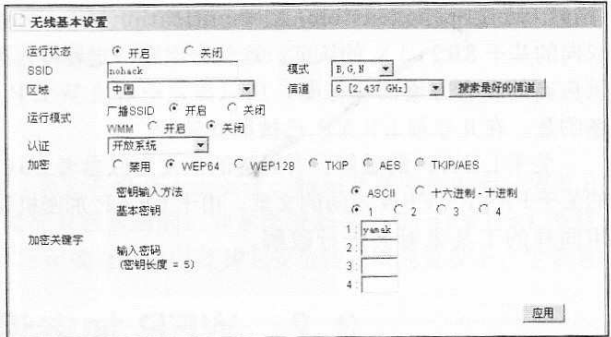 无线基本设置
运行状态 开启 关闭
SSID nohack 模式 B,G,N
区域 中国 信道 6 [2.437 GHz] 搜索最好的信道
运行模式 广播SSID 开启 关闭
WMM 开启 关闭
认证 开放系统
加密 禁用 WEP64 WEP128 TKIP AES TKIP/AES
密钥输入方法 ASCII 十六进制-十进制
基本密钥 1 2 3 4
加密关键字
输入密码
(密钥长度 = 5)
1:
2:
3:
4:
应用